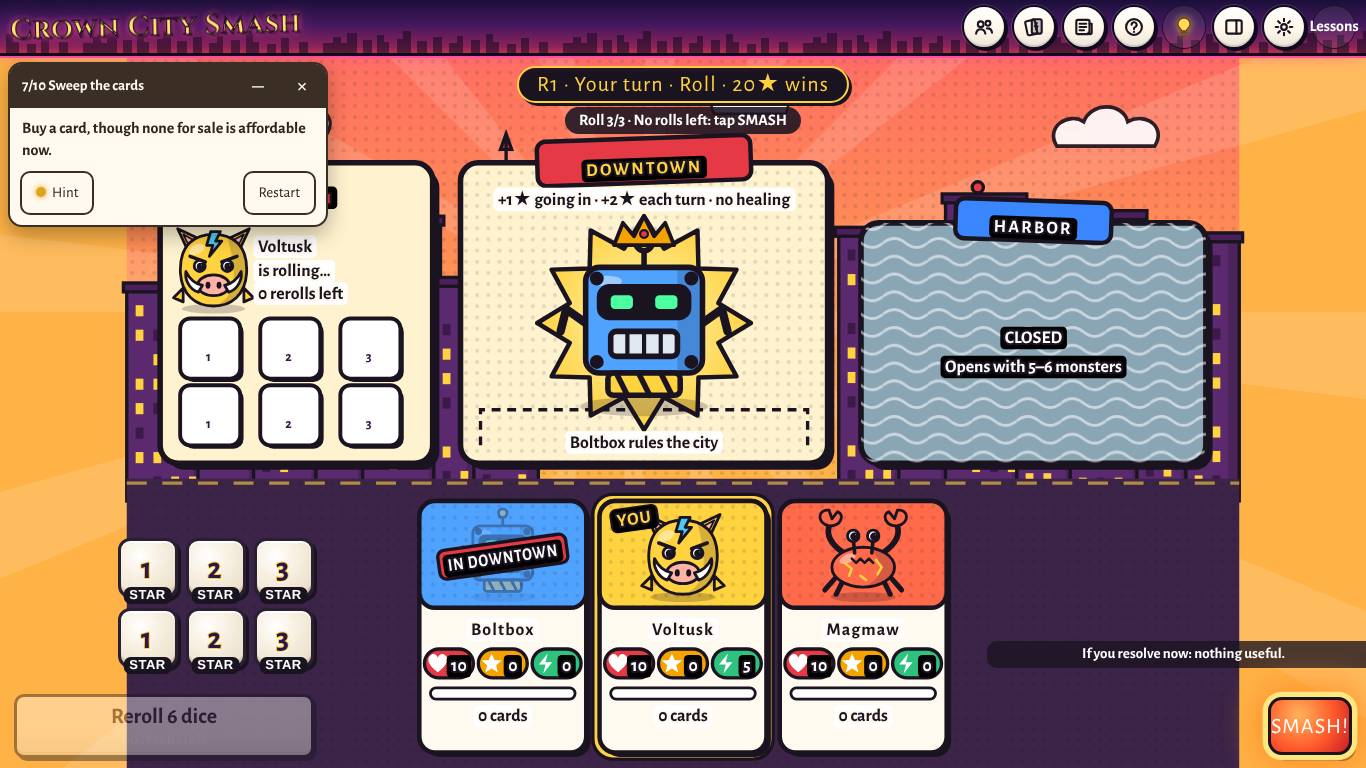 Crown City Smash
Lessons
7/10 Sweep the cards
Buy a card, though none for sale is affordable
now.
Hint
Restart
R1 · Your turn · Roll · 20★ wins
Roll 3/3 · No rolls left: tap SMASH
Voltusk
is rolling…
0 rerolls left
1 2 3
1 2 3
DOWNTOWN
+1★ going in · +2★ each turn · no healing
Boltbox rules the city
HARBOR
CLOSED
Opens with 5–6 monsters
1 2 3
STAR STAR STAR
1 2 3
STAR STAR STAR
Reroll 6 dice
IN DOWNTOWN
Boltbox
10 0 0
0 cards
YOU
Voltusk
10 0 5
0 cards
Magmaw
10 0 0
0 cards
If you resolve now: nothing useful.
SMASH!